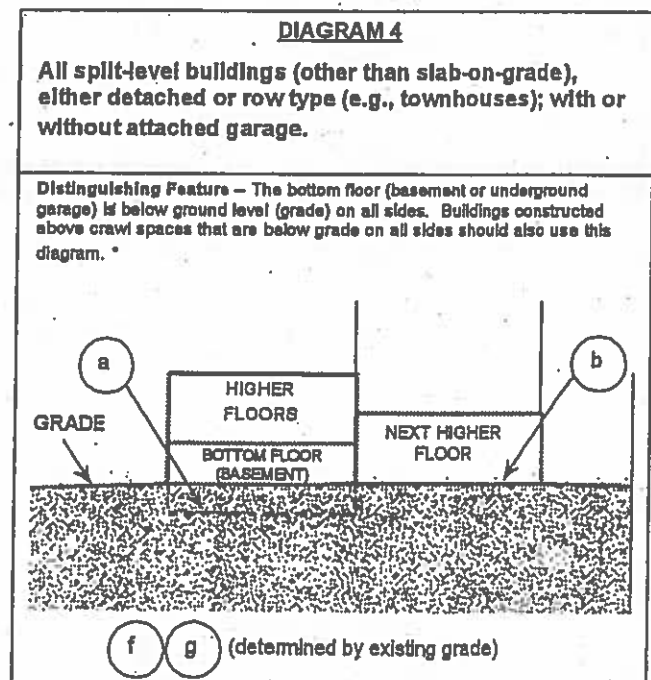 DIAGRAM 4
All split-level buildings (other than slab-on-grade),
either detached or row type (e.g., townhouses); with or
without attached garage.
Distinguishing Feature – The bottom floor (basement or underground
garage) is below ground level (grade) on all sides. Buildings constructed
above crawl spaces that are below grade on all sides should also use this
diagram. *
a
b
HIGHER
FLOORS
GRADE
NEXT HIGHER
FLOOR
BOTTOM FLOOR
(BASEMENT)
f g (determined by existing grade)